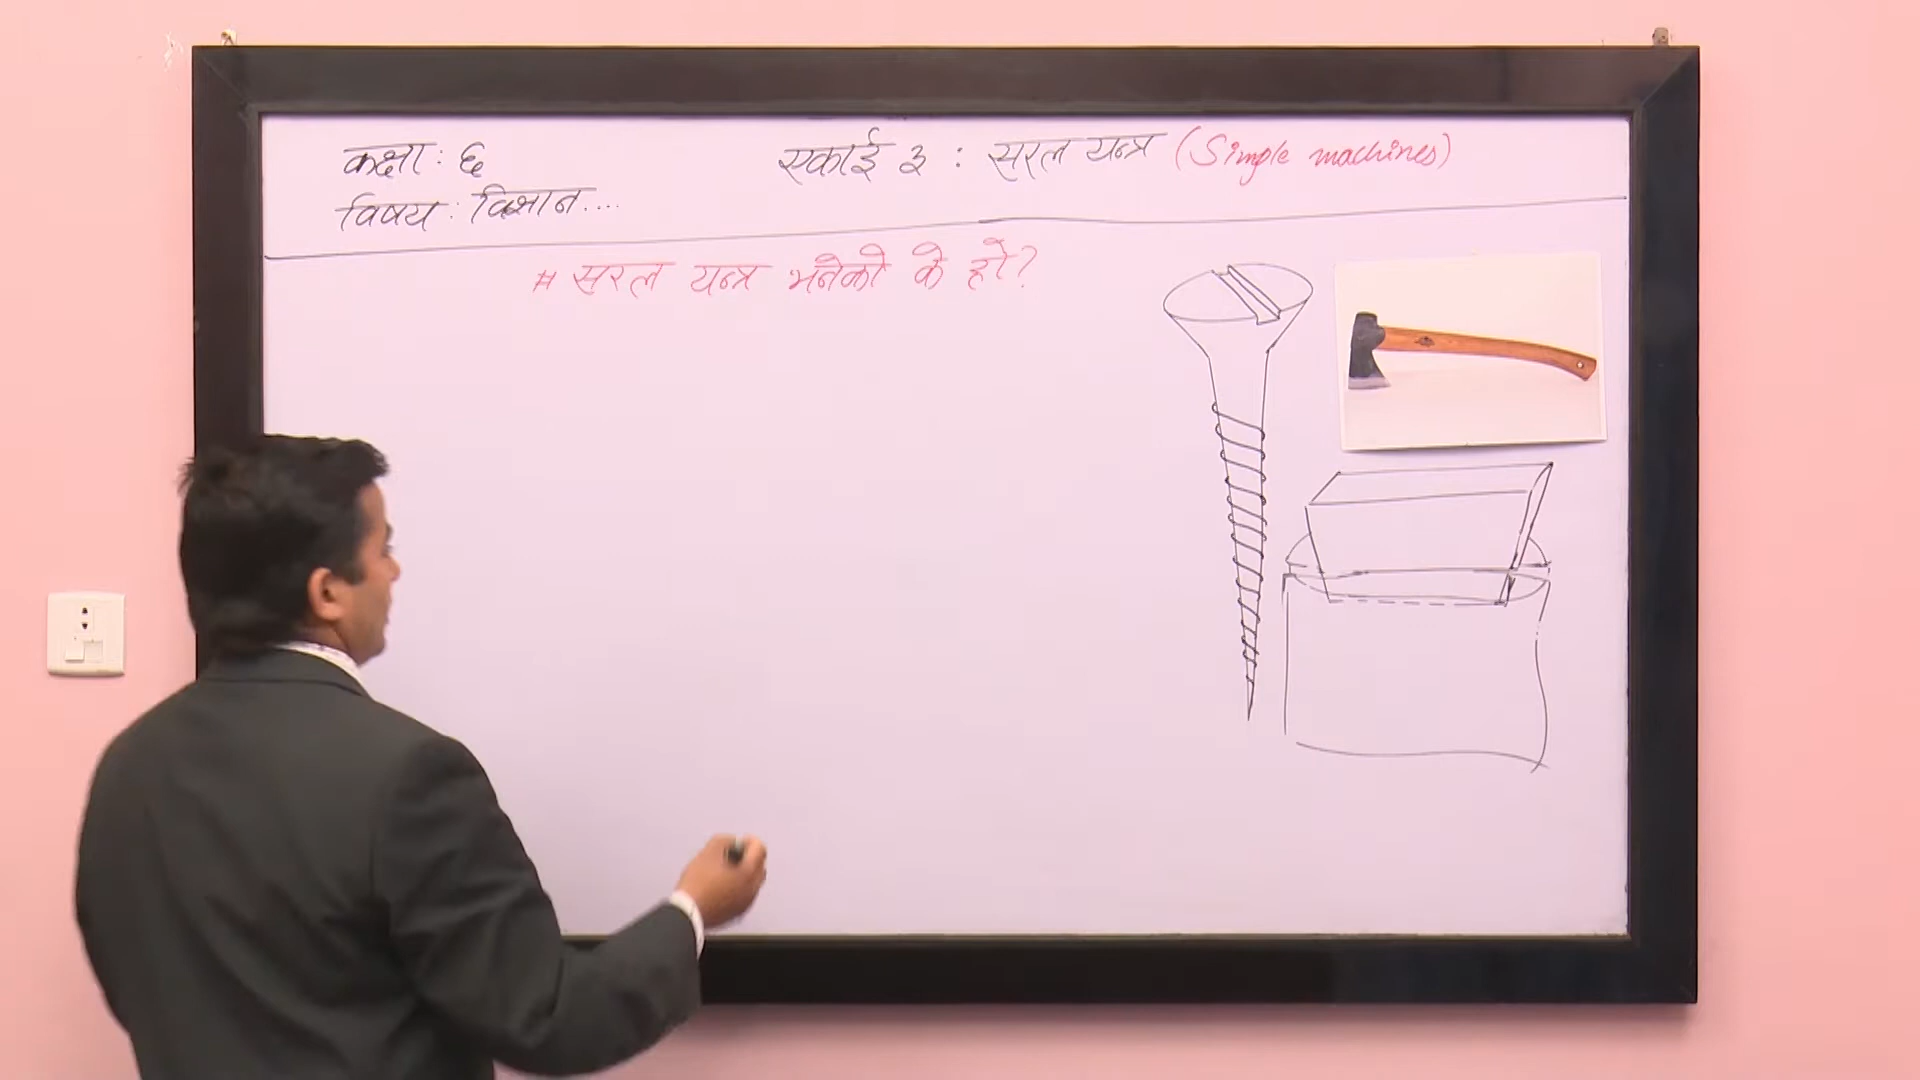 कक्षा: ६
एकाई ३ : सरल यन्त्र (Simple machines)
विषय: विज्ञान....
# सरल यन्त्र भनेको के हो?